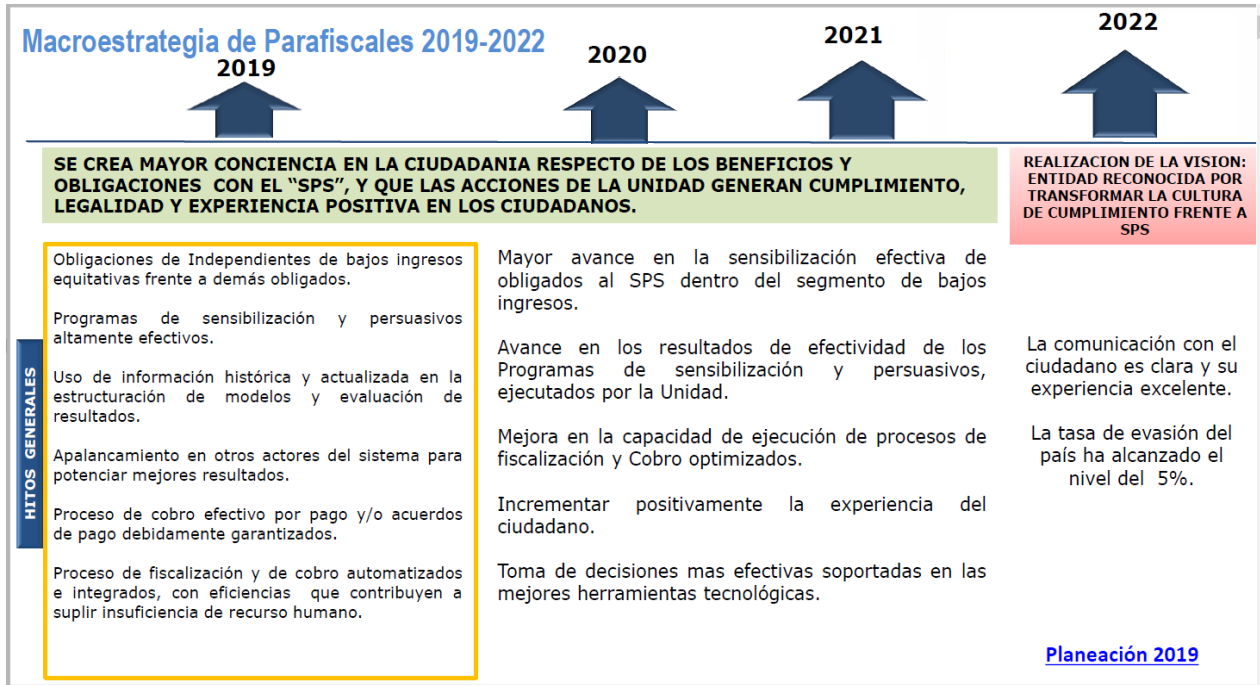 Macroestrategia de Parafiscales 2019-2022
2019
2020
2021
2022
SE CREA MAYOR CONCIENCIA EN LA CIUDADANIA RESPECTO DE LOS BENEFICIOS Y
OBLIGACIONES CON EL “SPS”, Y QUE LAS ACCIONES DE LA UNIDAD GENERAN CUMPLIMIENTO,
LEGALIDAD Y EXPERIENCIA POSITIVA EN LOS CIUDADANOS.
REALIZACION DE LA VISION:
ENTIDAD RECONOCIDA POR
TRANSFORMAR LA CULTURA
DE CUMPLIMIENTO FRENTE A
SPS
HITOS GENERALES
Obligaciones de Independientes de bajos ingresos
equitativas frente a demás obligados.
Programas de sensibilización y persuasivos
altamente efectivos.
Uso de información histórica y actualizada en la
estructuración de modelos y evaluación de
resultados.
Apalancamiento en otros actores del sistema para
potenciar mejores resultados.
Proceso de cobro efectivo por pago y/o acuerdos
de pago debidamente garantizados.
Proceso de fiscalización y de cobro automatizados
e integrados, con eficiencias que contribuyen a
suplir insuficiencia de recurso humano.
Mayor avance en la sensibilización efectiva de
obligados al SPS dentro del segmento de bajos
ingresos.
Avance en los resultados de efectividad de los
Programas de sensibilización y persuasivos,
ejecutados por la Unidad.
Mejora en la capacidad de ejecución de procesos de
fiscalización y Cobro optimizados.
Incrementar positivamente la experiencia del
ciudadano.
Toma de decisiones mas efectivas soportadas en las
mejores herramientas tecnológicas.
La comunicación con el
ciudadano es clara y su
experiencia excelente.
La tasa de evasión del
país ha alcanzado el
nivel del 5%.
Planeación 2019